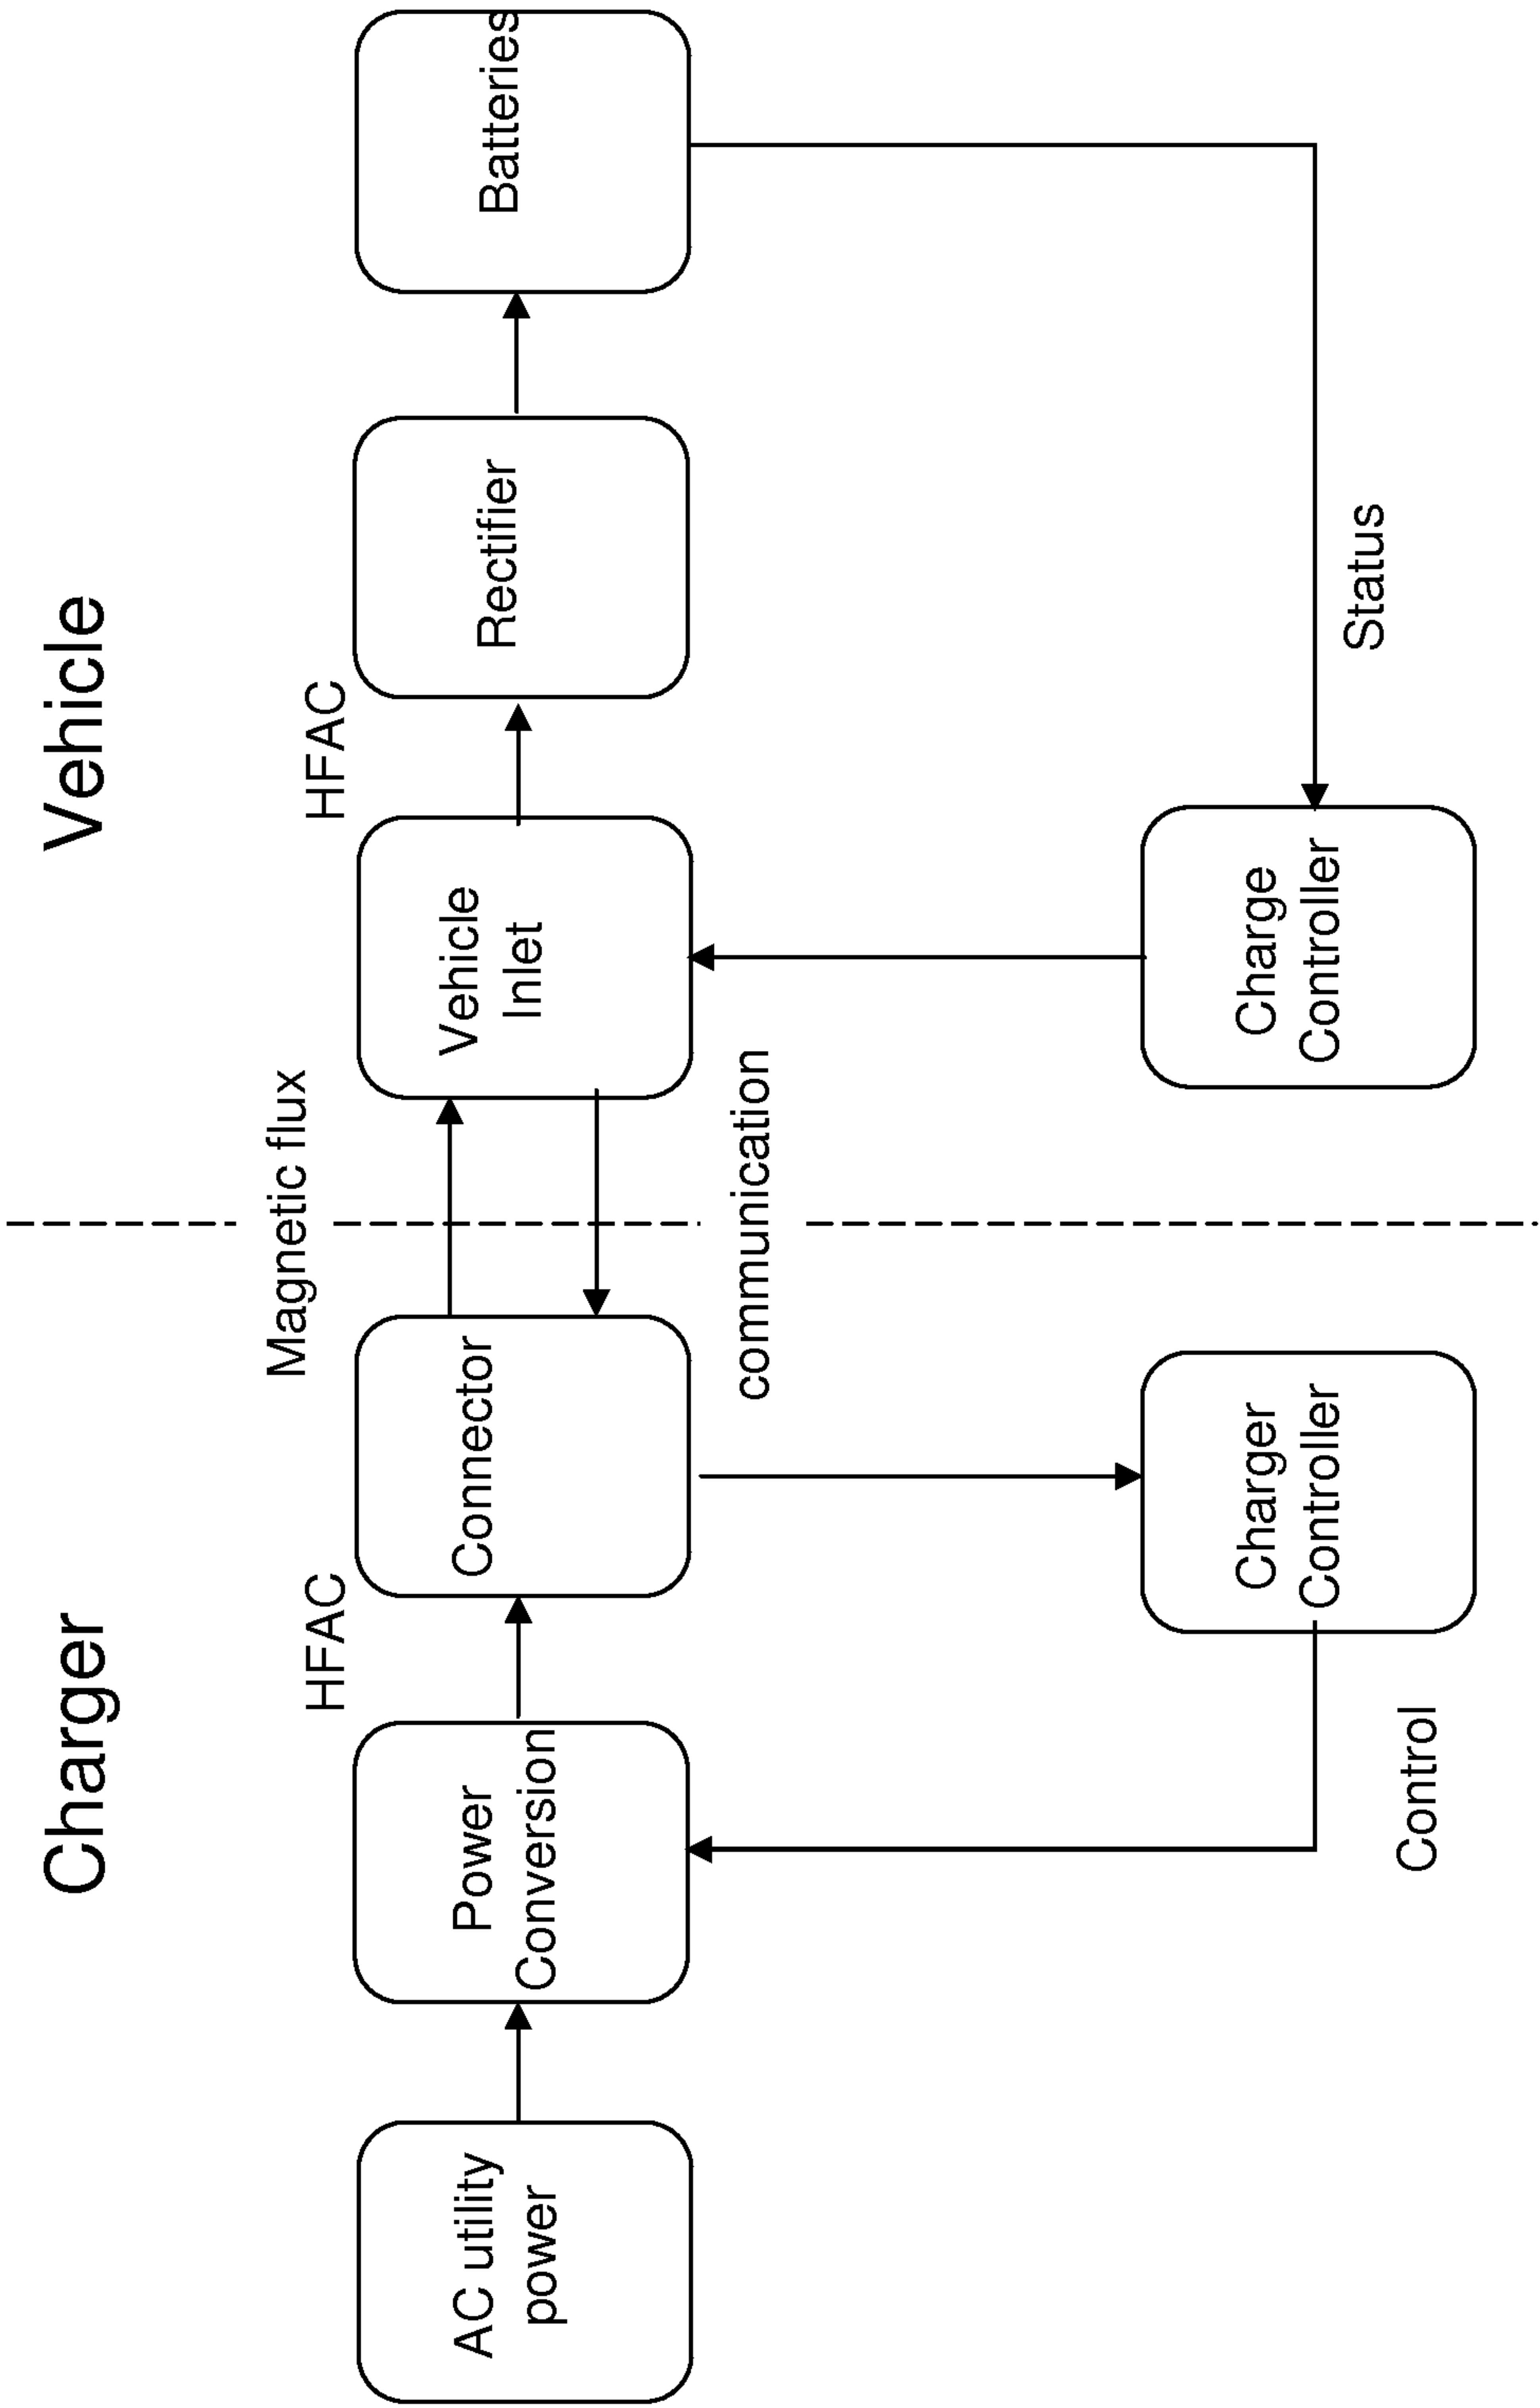 Charger
Vehicle
HFAC
Magnetic flux
HFAC
AC utility
power
Power
Conversion
Connector
Vehicle
Inlet
Rectifier
Batteries
communication
Charger
Controller
Charge
Controller
Control
Status